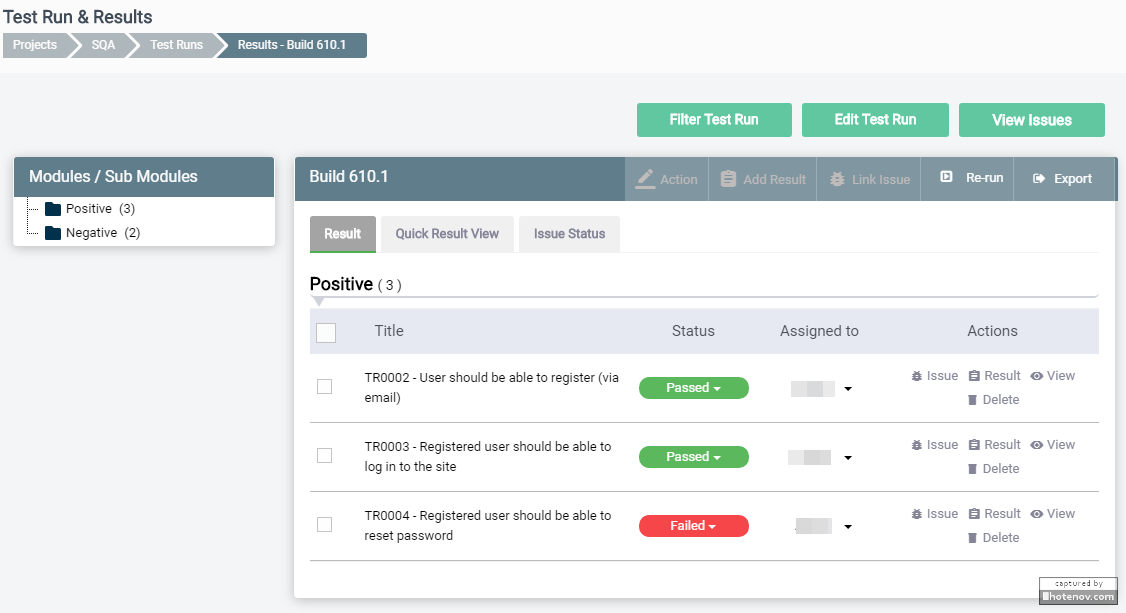 Test Run & Results
Projects
SQA
Test Runs
Results - Build 610.1
Filter Test Run
Edit Test Run
View Issues
Modules / Sub Modules
Positive (3)
Negative (2)
Build 610.1
Action
Add Result
Link Issue
Re-run
Export
Result
Quick Result View
Issue Status
Positive ( 3 )
Title
Status
Assigned to
Actions
TR0002 - User should be able to register (via
email)
Passed
Issue
Result
View
Delete
TR0003 - Registered user should be able to
log in to the site
Passed
Issue
Result
View
Delete
TR0004 - Registered user should be able to
reset password
Failed
Issue
Result
View
Delete
captured by
hotenov.com